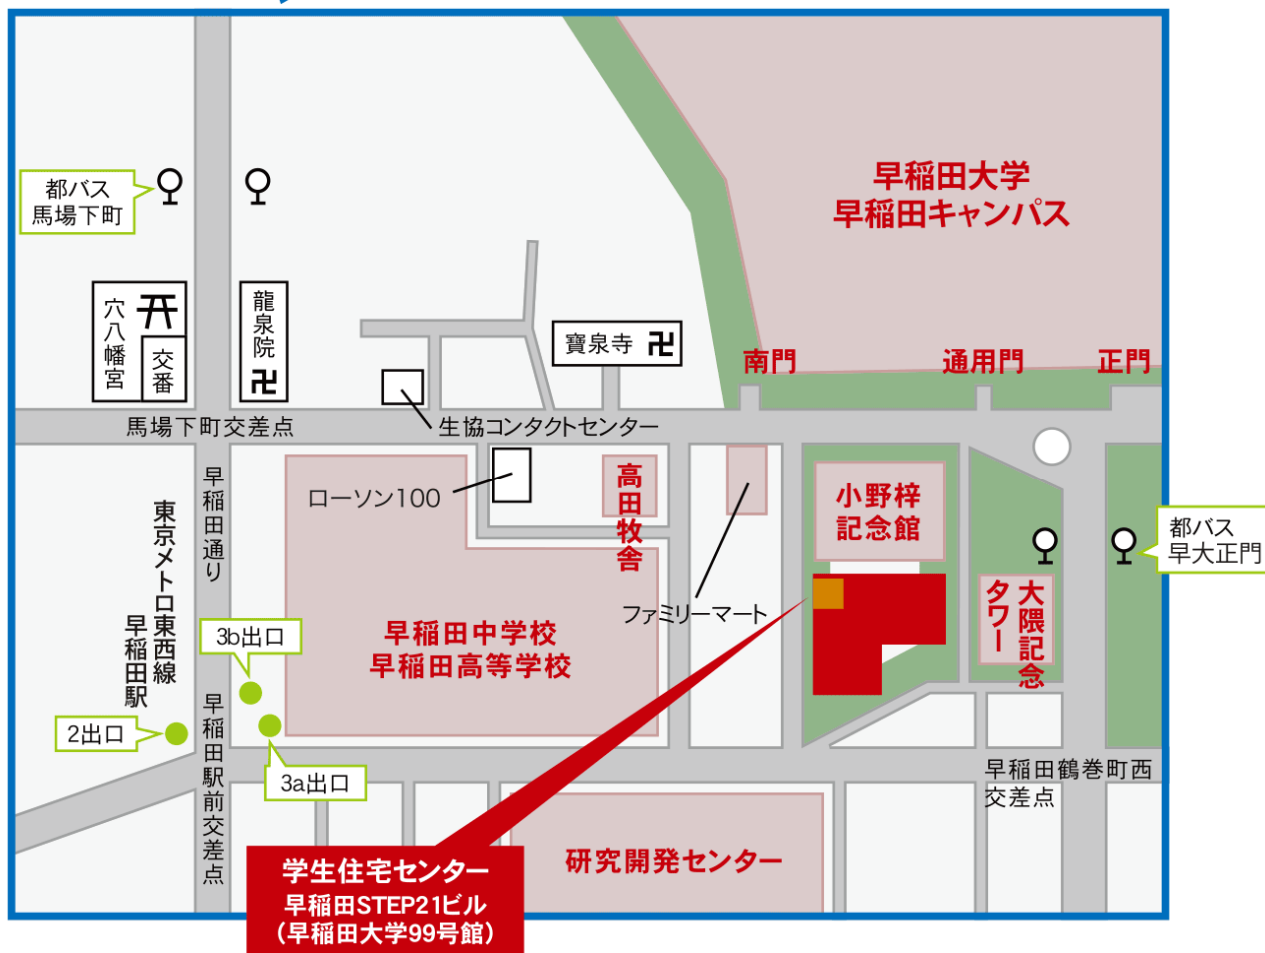 早稲田大学
早稲田キャンパス
都バス
馬場下町
穴八幡宮
交番
龍泉院
寶泉寺
南門
通用門
正門
馬場下町交差点
生協コンタクトセンター
早稲田通り
ローソン100
高田牧舎
小野梓
記念館
都バス
早大正門
東京メトロ東西線
早稲田駅
ファミリーマート
大隈記念
タワー
3b出口
早稲田中学校
早稲田高等学校
2出口
早稲田駅前交差点
3a出口
早稲田鶴巻町西
交差点
学生住宅センター
早稲田STEP21ビル
（早稲田大学99号館）
研究開発センター